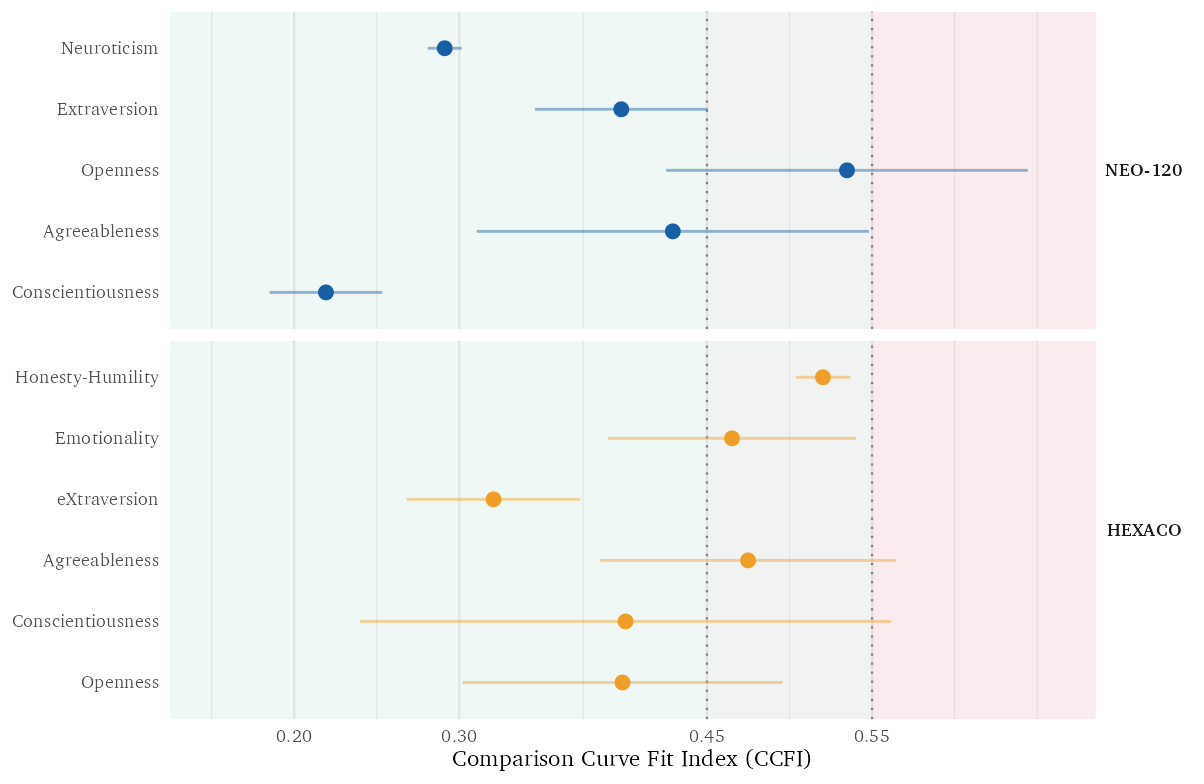 Neuroticism
Extraversion
Openness
Agreeableness
Conscientiousness
NEO-120
Honesty-Humility
Emotionality
eXtraversion
Agreeableness
Conscientiousness
Openness
HEXACO
0.20 0.30 0.45 0.55
Comparison Curve Fit Index (CCFI)